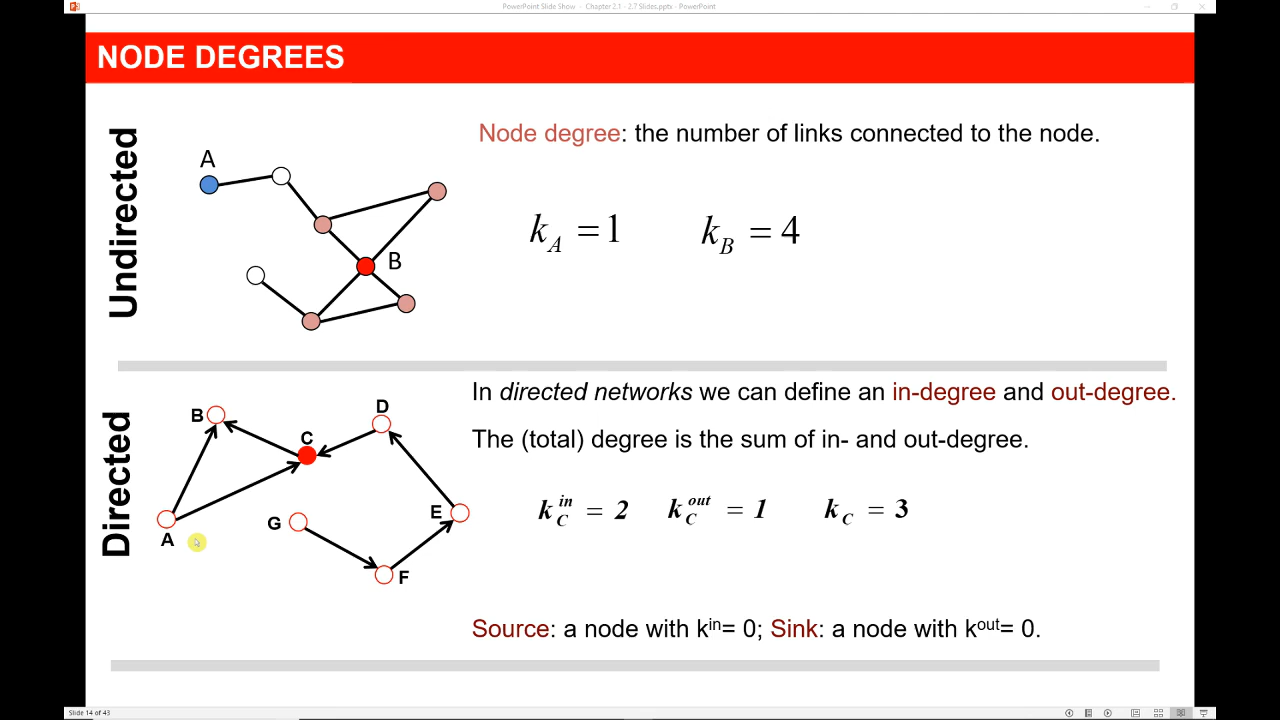 PowerPoint Slide Show - Chapter 2.1 - 2.7 Slides.pptx - PowerPoint
NODE DEGREES
Undirected
A
B
Node degree: the number of links connected to the node.
k_A = 1 k_B = 4
Directed
B
D
C
E
G
A
F
In directed networks we can define an in-degree and out-degree.
The (total) degree is the sum of in- and out-degree.
k_C^in = 2 k_C^out = 1 k_C = 3
Source: a node with k^in= 0; Sink: a node with k^out= 0.
Slide 14 of 43